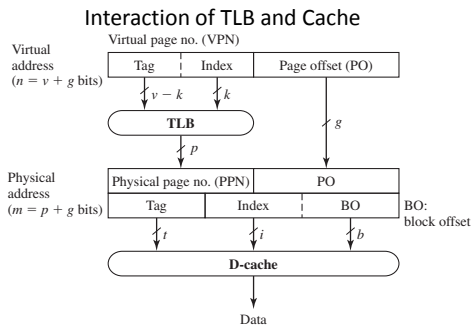 Interaction of TLB and Cache
Virtual page no. (VPN)
Virtual
address
(n = v + g bits)
Tag
Index
Page offset (PO)
v − k
k
g
TLB
p
Physical
address
(m = p + g bits)
Physical page no. (PPN)
PO
Tag
Index
BO
BO:
block offset
t
i
b
D-cache
Data